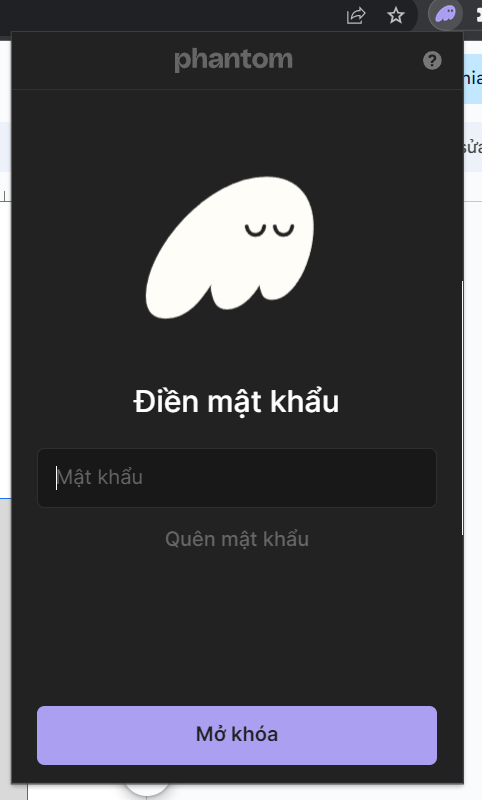 phantom
?
Điền mật khẩu
Mật khẩu
Quên mật khẩu
Mở khóa